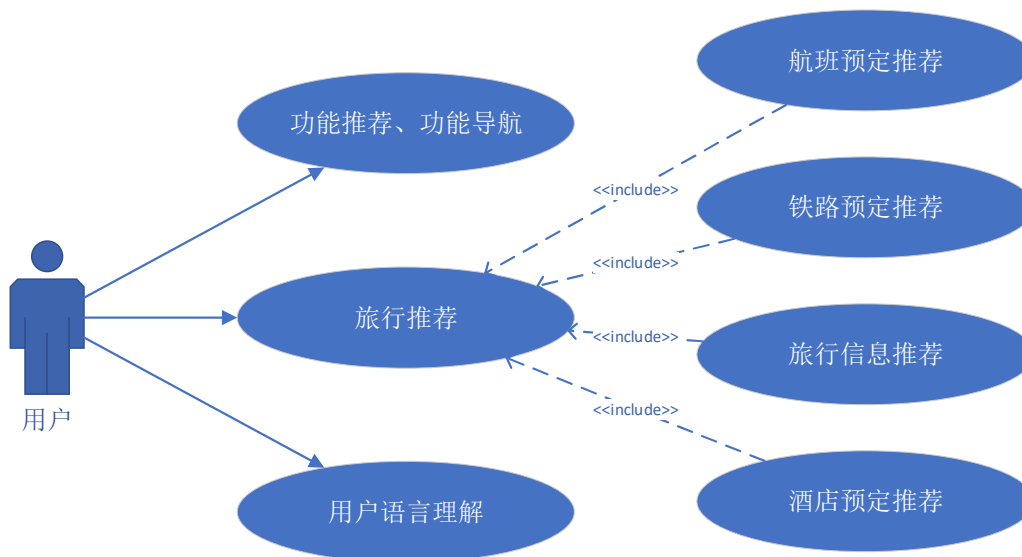 航班预定推荐
功能推荐、功能导航
<<include>>
铁路预定推荐
<<include>>
旅行推荐
<<include>>
旅行信息推荐
用户
<<include>>
用户语言理解
酒店预定推荐